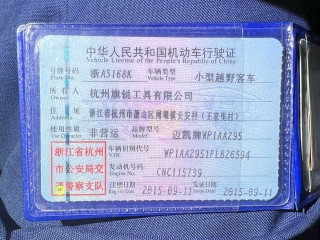 中华人民共和国机动车行驶证
Vehicle License of the People's Republic of China
号牌号码 浙AS168K 车辆类型 小型越野客车
Plate No. Vehicle Type
所有人 杭州旗锐工具有限公司
Owner
住址 浙江省杭州市萧山区闻堰镇公安村(王家里村)
Address
使用性质 非营运 品牌型号 迈凯牌WP1AA295
Use Character Model
浙江省杭州市公安局交通警察支队
车辆识别代号 WP1AA2951FLB26594
VIN
发动机号码 CNC115739
Engine No.
注册日期 2015-09-11 发证日期 2015-09-11
Register Date Issue Date